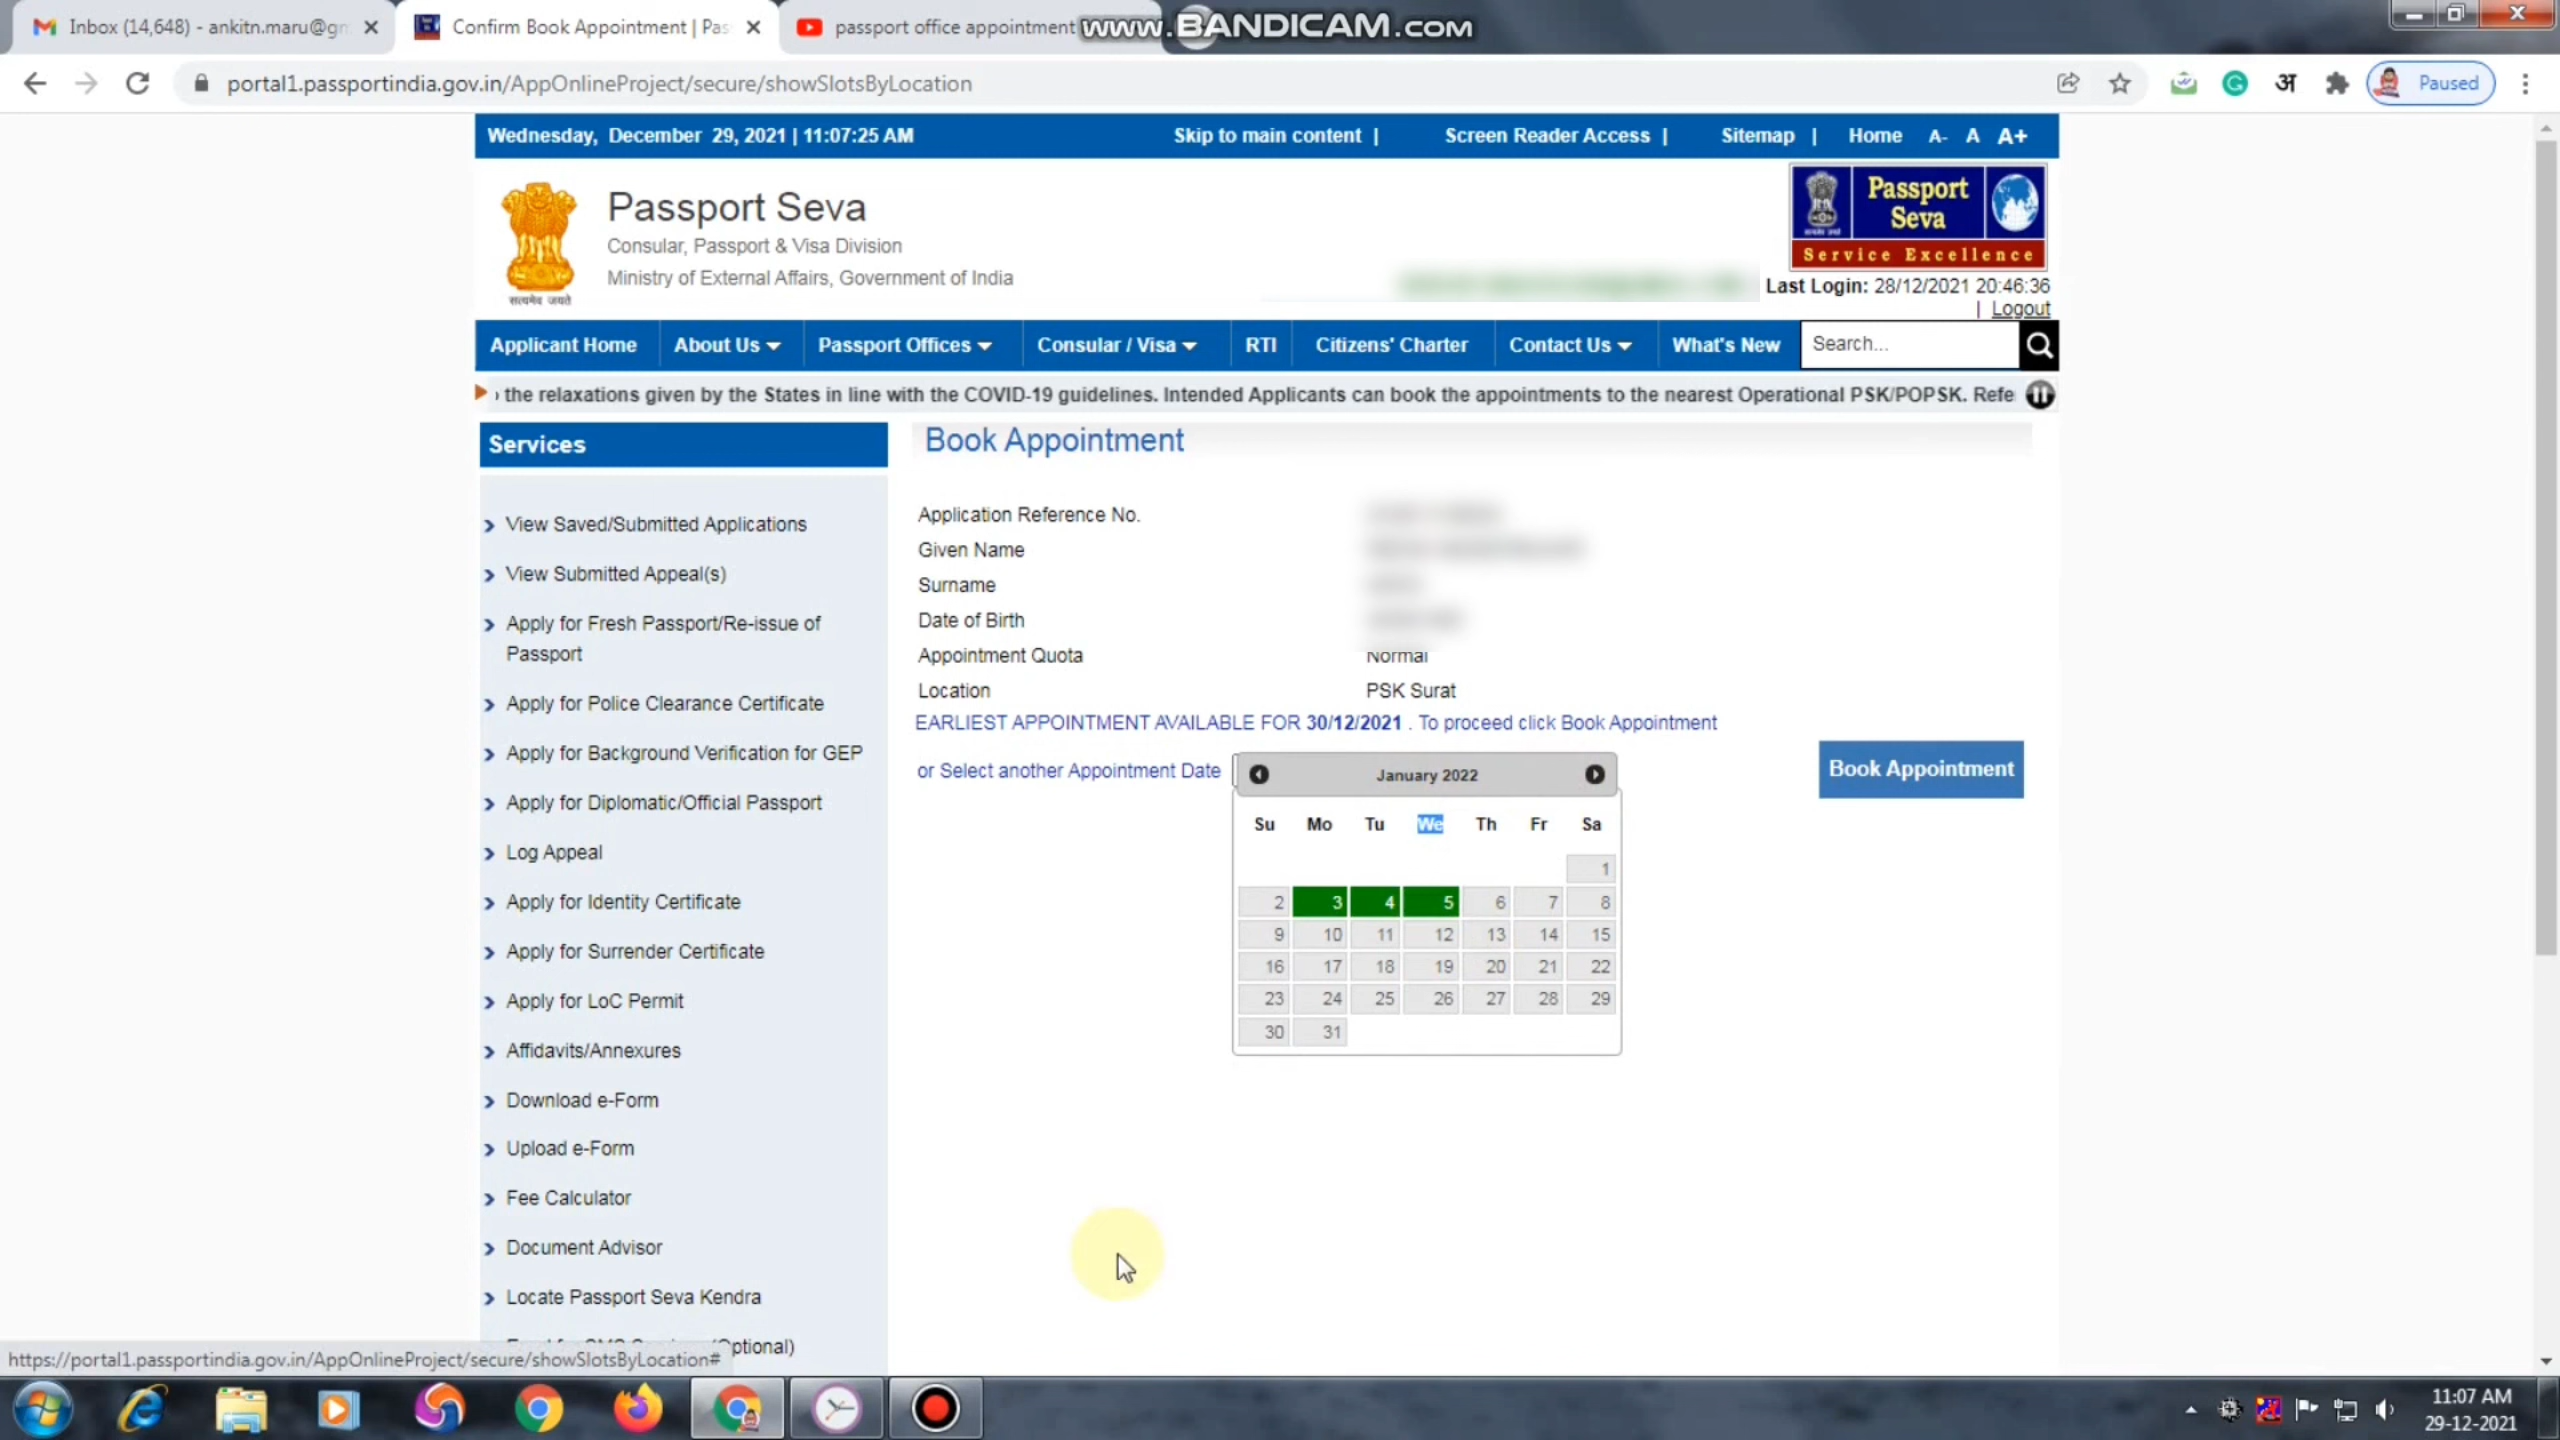 Inbox (14,648) - ankitn.maru@gm
Confirm Book Appointment | Pas
passport office appointment
www.BANDICAM.com
portal1.passportindia.gov.in/AppOnlineProject/secure/showSlotsByLocation
अ
Paused
Wednesday, December 29, 2021 | 11:07:25 AM
Skip to main content |
Screen Reader Access |
Sitemap |
Home
A- A A+
Passport Seva
Consular, Passport & Visa Division
Ministry of External Affairs, Government of India
सत्यमेव जयते
Passport Seva
Service Excellence
Last Login: 28/12/2021 20:46:36
| Logout
Applicant Home
About Us
Passport Offices
Consular / Visa
RTI
Citizens' Charter
Contact Us
What's New
Search...
the relaxations given by the States in line with the COVID-19 guidelines. Intended Applicants can book the appointments to the nearest Operational PSK/POPSK. Refe
Services
View Saved/Submitted Applications
View Submitted Appeal(s)
Apply for Fresh Passport/Re-issue of
Passport
Apply for Police Clearance Certificate
Apply for Background Verification for GEP
Apply for Diplomatic/Official Passport
Log Appeal
Apply for Identity Certificate
Apply for Surrender Certificate
Apply for LoC Permit
Affidavits/Annexures
Download e-Form
Upload e-Form
Fee Calculator
Document Advisor
Locate Passport Seva Kendra
ptional)
Book Appointment
Application Reference No.
Given Name
Surname
Date of Birth
Appointment Quota Normal
Location PSK Surat
EARLIEST APPOINTMENT AVAILABLE FOR 30/12/2021 . To proceed click Book Appointment
or Select another Appointment Date
Book Appointment
January 2022
Su Mo Tu We Th Fr Sa
1
2 3 4 5 6 7 8
9 10 11 12 13 14 15
16 17 18 19 20 21 22
23 24 25 26 27 28 29
30 31
https://portal1.passportindia.gov.in/AppOnlineProject/secure/showSlotsByLocation#
11:07 AM
29-12-2021